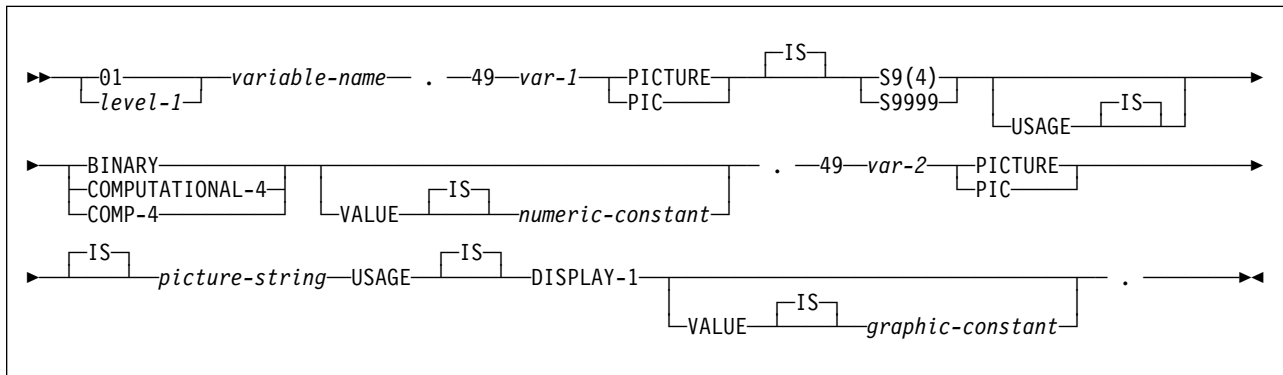 IS
01 variable-name . 49 var-1 PICTURE S9(4)
level-1 PIC S9999 IS
USAGE
BINARY . 49 var-2 PICTURE
COMPUTATIONAL-4 IS PIC
COMP-4 VALUE numeric-constant
IS IS
picture-string USAGE DISPLAY-1 .
IS
VALUE graphic-constant